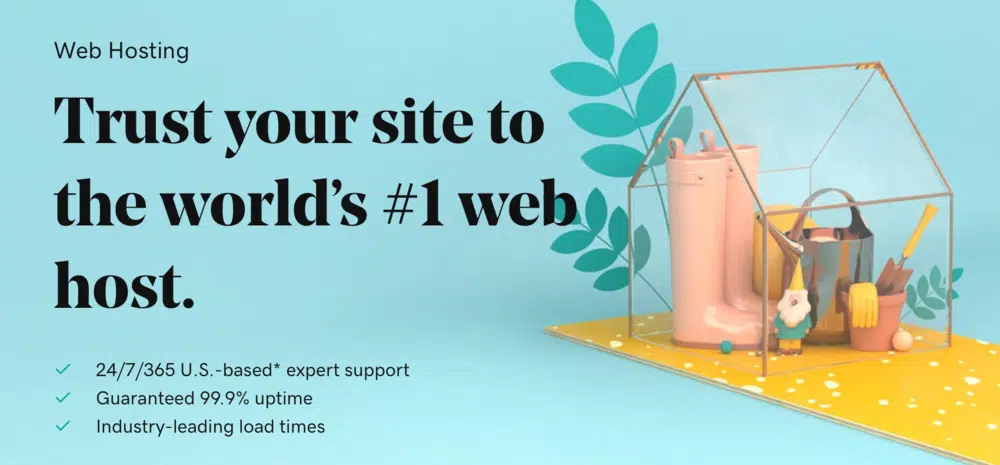 Web Hosting
Trust your site to
the world’s #1 web
host.
24/7/365 U.S.-based* expert support
Guaranteed 99.9% uptime
Industry-leading load times